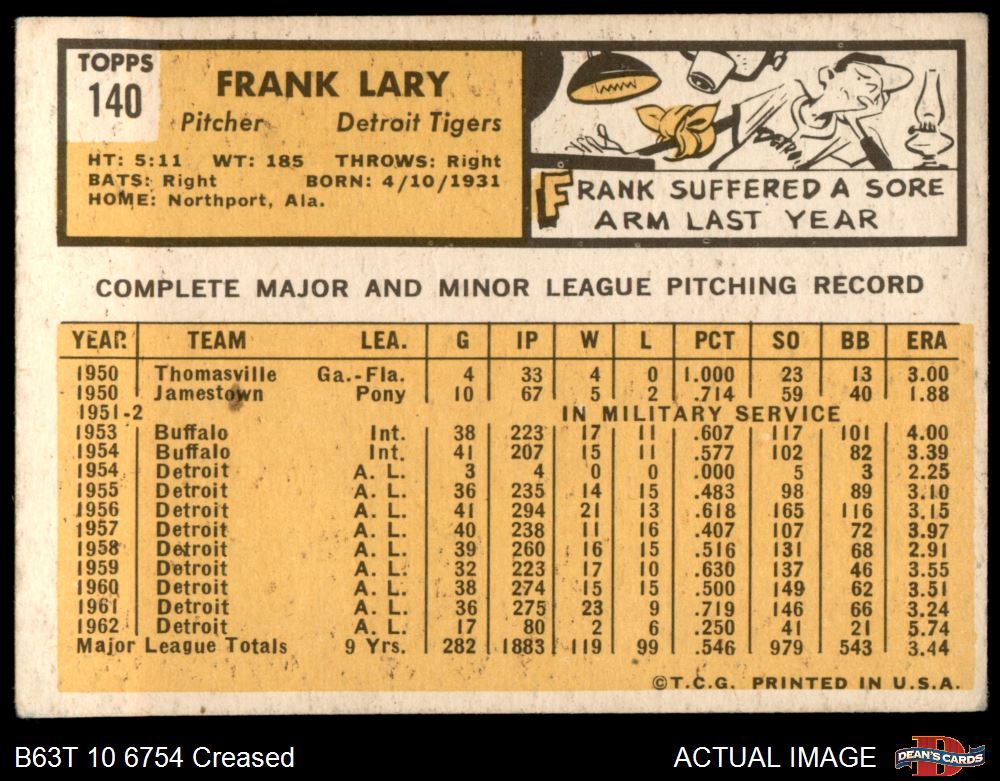 TOPPS
140
FRANK LARY
Pitcher Detroit Tigers
HT: 5:11 WT: 185 THROWS: Right
BATS: Right BORN: 4/10/1931
HOME: Northport, Ala.
DETROIT
FRANK SUFFERED A SORE
ARM LAST YEAR
COMPLETE MAJOR AND MINOR LEAGUE PITCHING RECORD
YEAR TEAM LEA. G IP W L PCT SO BB ERA
1950 Thomasville Ga.-Fla. 4 33 4 0 1.000 23 13 3.00
1950 Jamestown Pony 10 67 5 2 .714 59 40 1.88
1951-2 IN MILITARY SERVICE
1953 Buffalo Int. 38 223 17 11 .607 117 101 4.00
1954 Buffalo Int. 41 207 15 11 .577 102 82 3.39
1954 Detroit A. L. 3 4 0 0 .000 5 3 2.25
1955 Detroit A. L. 36 235 14 15 .483 98 89 3.10
1956 Detroit A. L. 41 294 21 13 .618 165 116 3.15
1957 Detroit A. L. 40 238 11 16 .407 107 72 3.97
1958 Detroit A. L. 39 260 16 15 .516 131 68 2.91
1959 Detroit A. L. 32 223 17 10 .630 137 46 3.55
1960 Detroit A. L. 38 274 15 15 .500 149 62 3.51
1961 Detroit A. L. 36 275 23 9 .719 146 66 3.24
1962 Detroit A. L. 17 80 2 6 .250 41 21 5.74
Major League Totals 9 Yrs. 282 1883 119 99 .546 979 543 3.44
©T.C.G. PRINTED IN U.S.A.
B63T 10 6754 Creased ACTUAL IMAGE
DEAN'S CARDS